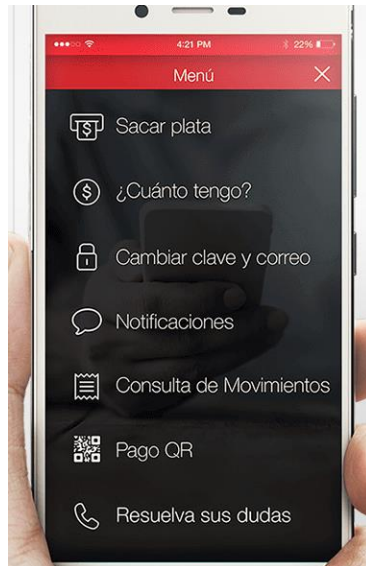 4:21 PM
22%
Menú
Sacar plata
¿Cuánto tengo?
Cambiar clave y correo
Notificaciones
Consulta de Movimientos
Pago QR
Resuelva sus dudas